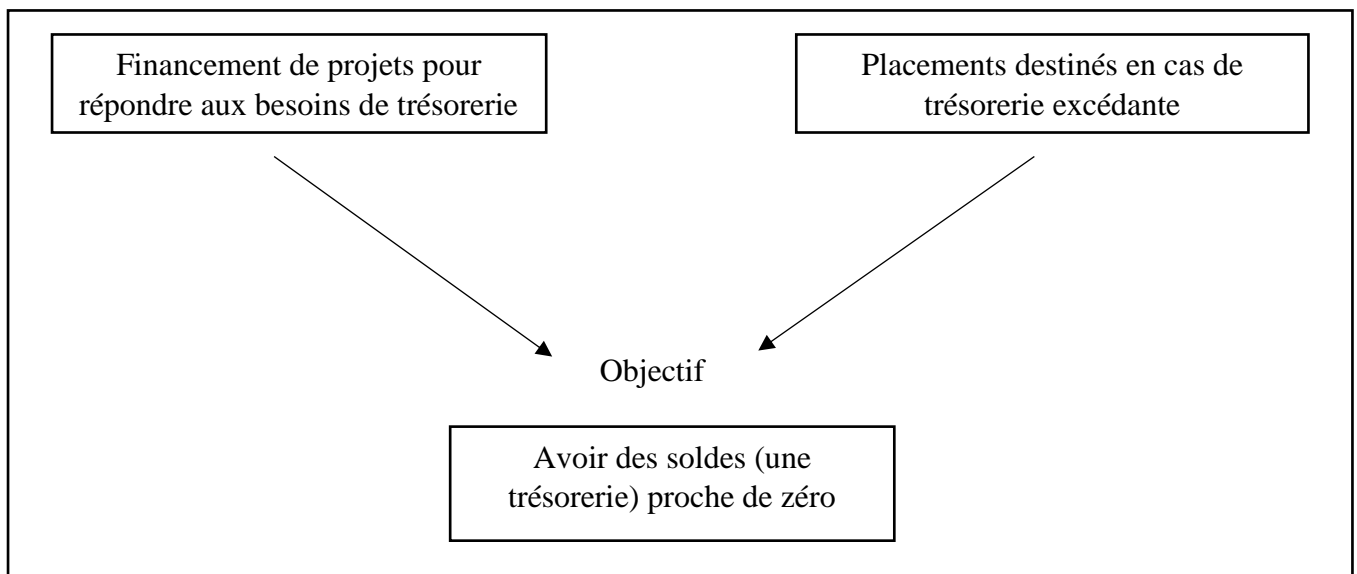 Financement de projets pour
répondre aux besoins de trésorerie
Placements destinés en cas de
trésorerie excédante
Objectif
Avoir des soldes (une
trésorerie) proche de zéro